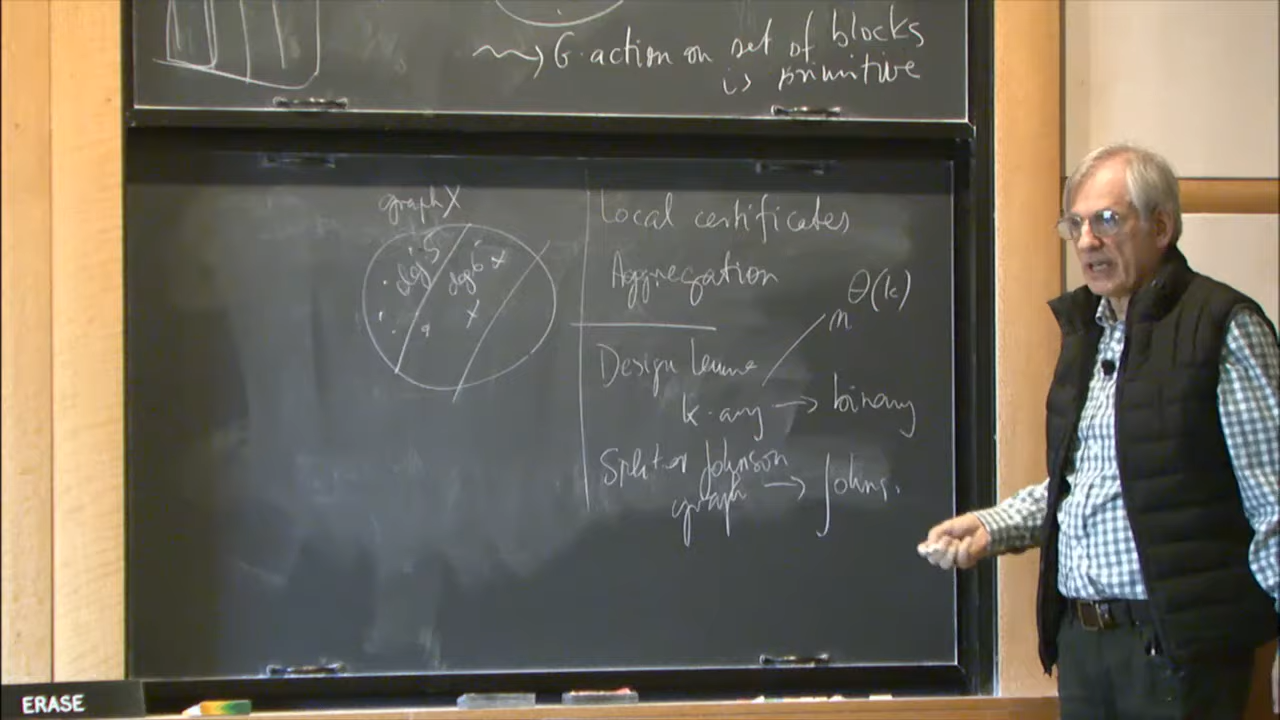 G-action on set of blocks
is primitive
graph X
deg 5
deg 6
Local certificates
Aggregation
n^Θ(k)
Design lemma
k-ary → binary
Split or Johnson
graph → Johns.
ERASE